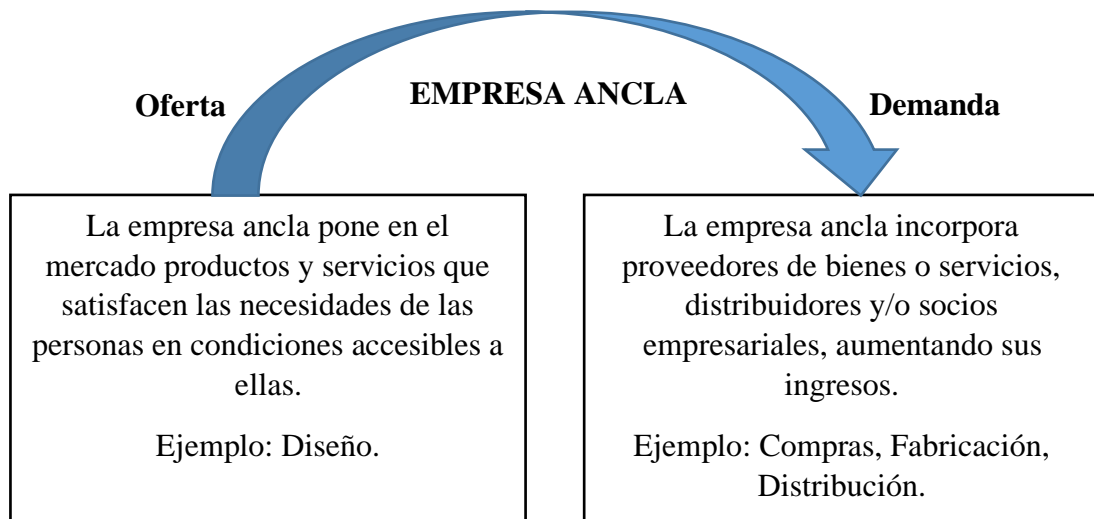 EMPRESA ANCLA
Oferta
Demanda
La empresa ancla pone en el
mercado productos y servicios que
satisfacen las necesidades de las
personas en condiciones accesibles a
ellas.
Ejemplo: Diseño.
La empresa ancla incorpora
proveedores de bienes o servicios,
distribuidores y/o socios
empresariales, aumentando sus
ingresos.
Ejemplo: Compras, Fabricación,
Distribución.